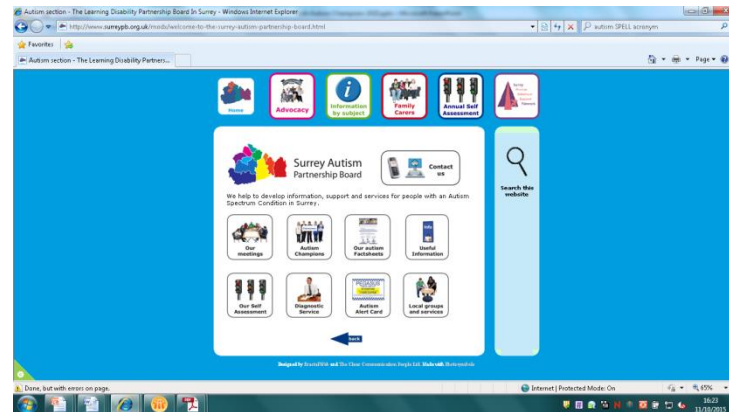 Autism section - The Learning Disability Partnership Board In Surrey - Windows Internet Explorer
http://www.surreypb.org.uk/mods/welcome-to-the-surrey-autism-partnership-board.html
autism SPELL acronym
Favorites
Autism section - The Learning Disability Partners...
Page
Home
Advocacy
Information
by subject
Family
Carers
Annual Self
Assessment
Surrey Autism
Partnership Board
Contact
us
Search this
website
We help to develop information, support and services for people with an Autism
Spectrum Condition in Surrey.
Our
meetings
Autism
Champions
Our autism
Factsheets
Useful
Information
Our Self
Assessment
Diagnostic
Service
PEGASUS
Autism
Alert Card
Local groups
and services
back
Done, but with errors on page.
Internet | Protected Mode: On
65%
16:23
11/10/2015